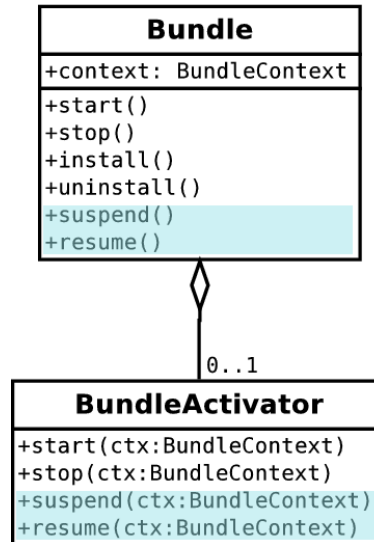 Bundle
+context: BundleContext
+start()
+stop()
+install()
+uninstall()
+suspend()
+resume()
0..1
BundleActivator
+start(ctx:BundleContext)
+stop(ctx:BundleContext)
+suspend(ctx:BundleContext)
+resume(ctx:BundleContext)